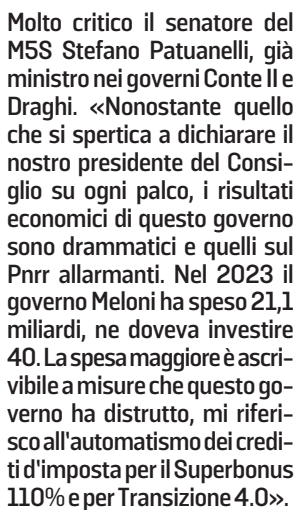 Molto critico il senatore del
M5S Stefano Patuanelli, già
ministro nei governi Conte II e
Draghi. «Nonostante quello
che si spertica a dichiarare il
nostro presidente del Consi-
glio su ogni palco, i risultati
economici di questo governo
sono drammatici e quelli sul
Pnrr allarmanti. Nel 2023 il
governo Meloni ha speso 21,1
miliardi, ne doveva investire
40. La spesa maggiore è ascri-
vibile a misure che questo go-
verno ha distrutto, mi riferi-
sco all'automatismo dei credi-
ti d'imposta per il Superbonus
110% e per Transizione 4.0».